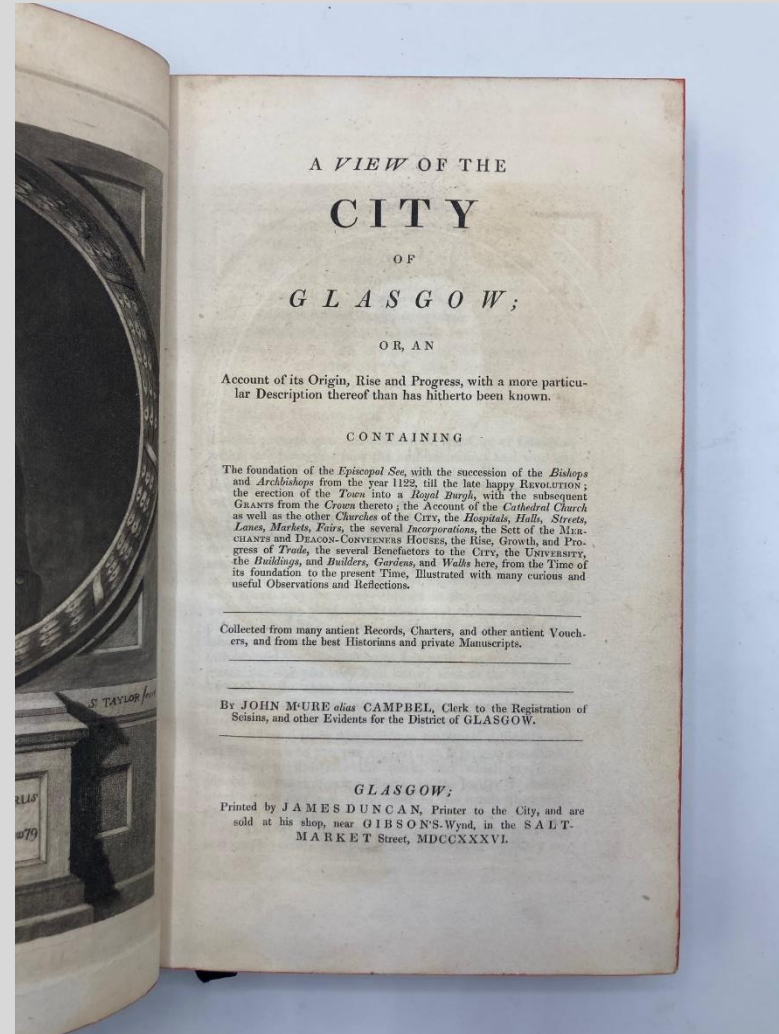 A VIEW OF THE
CITY
OF
GLASGOW;
OR, AN
Account of its Origin, Rise and Progress, with a more particu-
lar Description thereof than has hitherto been known.
CONTAINING
The foundation of the Episcopal See, with the succession of the Bishops
and Archbishops from the year 1122, till the late happy REVOLUTION;
the erection of the Town into a Royal Burgh, with the subsequent
GRANTS from the Crown thereto; the Account of the Cathedral Church
as well as the other Churches of the CITY, the Hospitals, Halls, Streets,
Lanes, Markets, Fairs, the several Incorporations, the Sett of the MER-
CHANTS and DEACON-CONVEENERS HOUSES, the Rise, Growth, and Pro-
gress of Trade, the several Benefactors to the CITY, the UNIVERSITY,
the Buildings, and Builders, Gardens, and Walks here, from the Time of
its foundation to the present Time, Illustrated with many curious and
useful Observations and Reflections.
Collected from many antient Records, Charters, and other antient Vouch-
ers, and from the best Historians and private Manuscripts.
By JOHN M'URE alias CAMPBEL, Clerk to the Registration of
Seisins, and other Evidents for the District of GLASGOW.
GLASGOW;
Printed by JAMES DUNCAN, Printer to the City, and are
sold at his shop, near GIBSON'S-Wynd, in the SALT-
MARKET Street, MDCCXXXVI.
St TAYLOR fecit
RUS
79